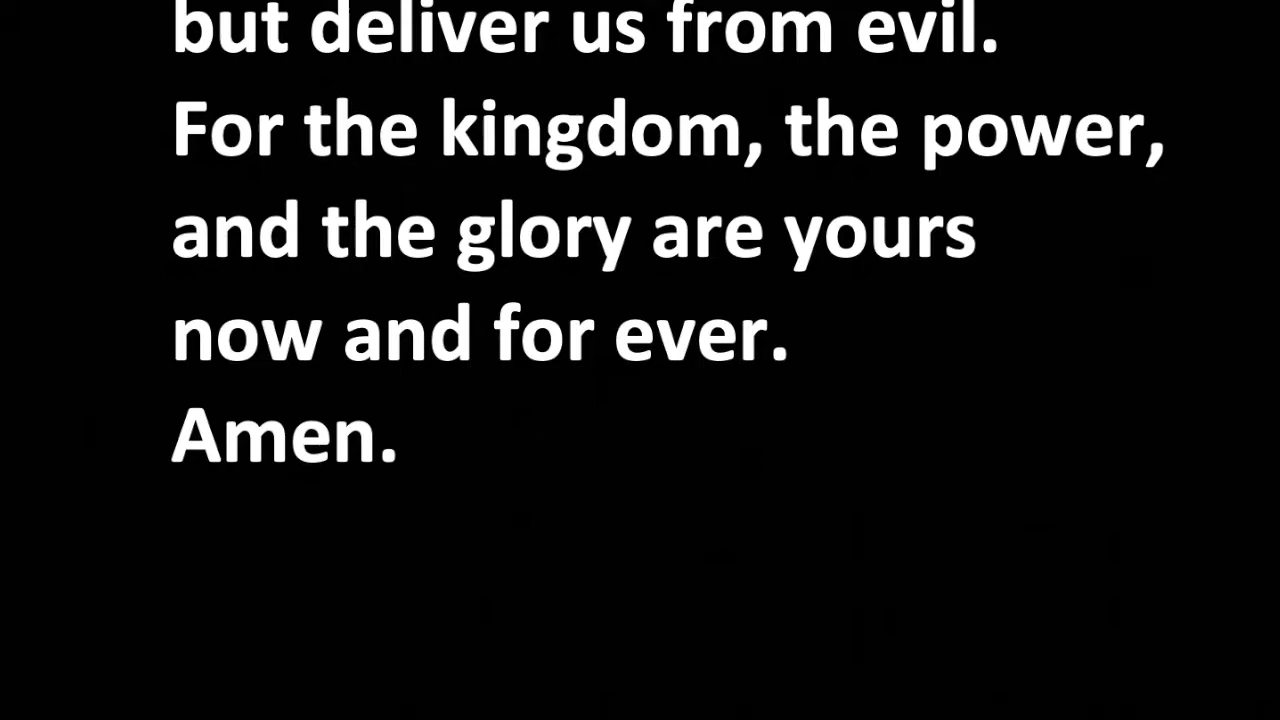 but deliver us from evil.
For the kingdom, the power,
and the glory are yours
now and for ever.
Amen.